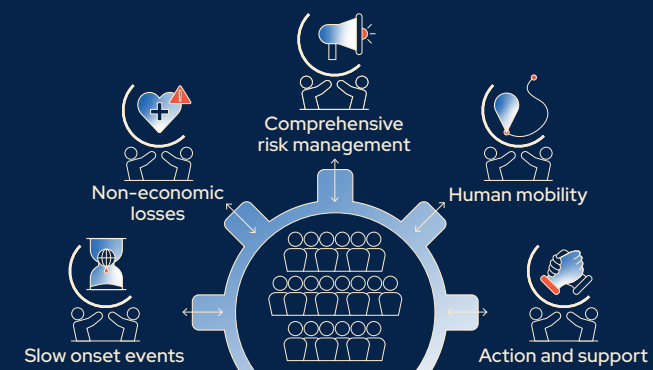 Comprehensive
risk management
Non-economic
losses
Human mobility
Slow onset events
Action and support